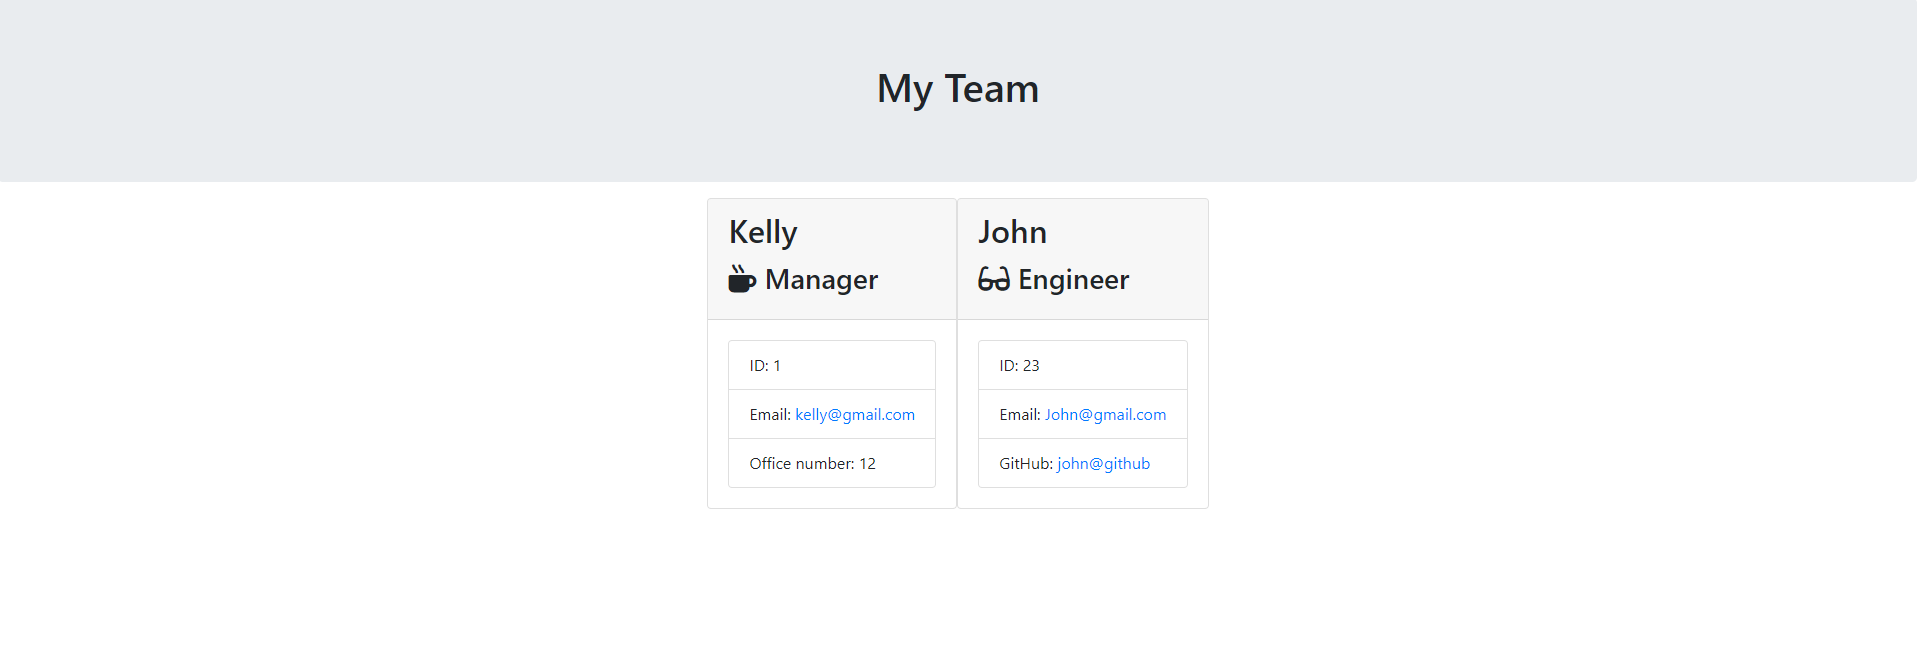 My Team
Kelly
Manager
ID: 1
Email: kelly@gmail.com
Office number: 12
John
Engineer
ID: 23
Email: John@gmail.com
GitHub: john@github